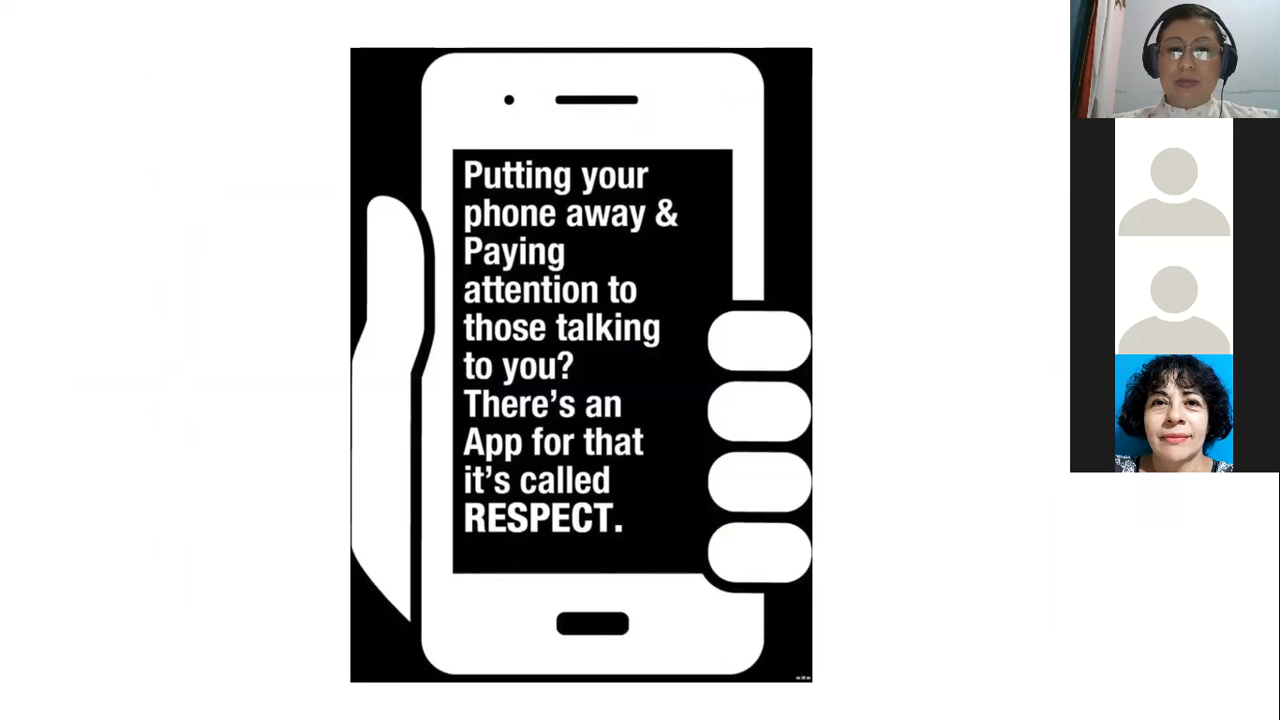 Putting your
phone away &
Paying
attention to
those talking
to you?
There's an
App for that
it's called
RESPECT.